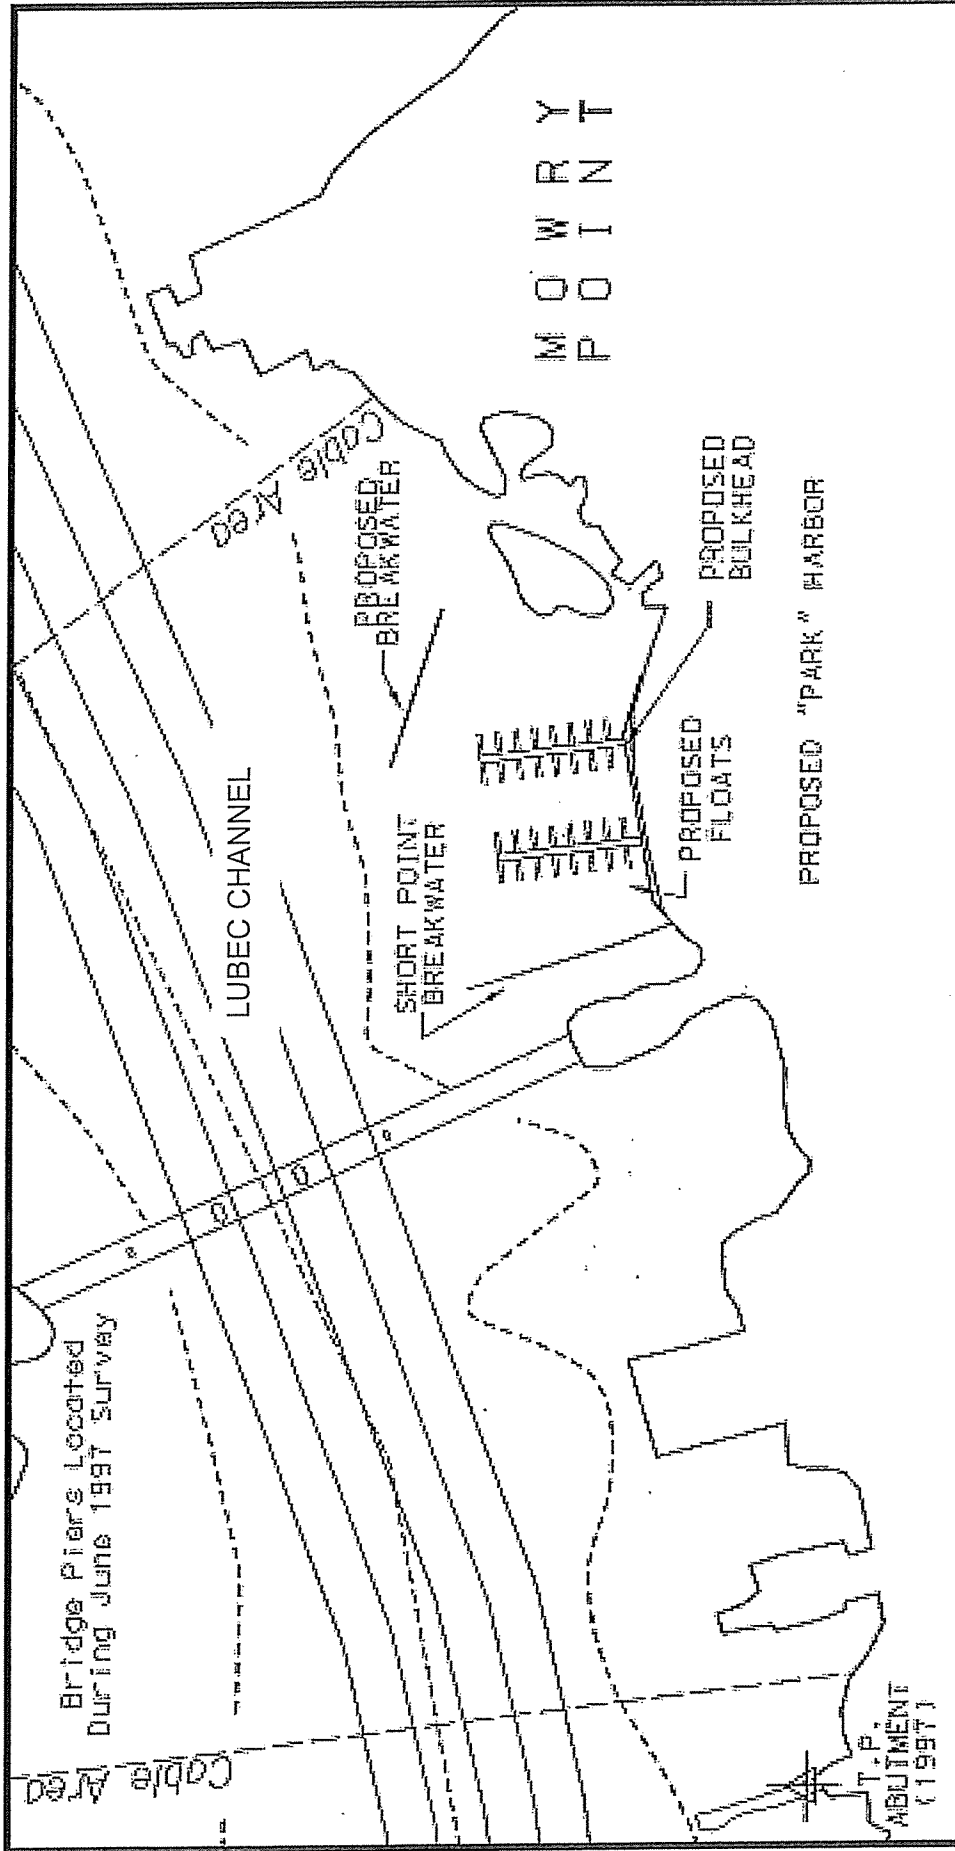 Bridge Piers Located
During June 1997 Survey
Cable
Area
LUBEC CHANNEL
Cable
Area
PROPOSED
BREAKWATER
SHORT POINT
BREAKWATER
MOWRY
POINT
PROPOSED
BULKHEAD
PROPOSED
FLOATS
PROPOSED "PARK" HARBOR
T.P.
ABUTMENT
(1997)